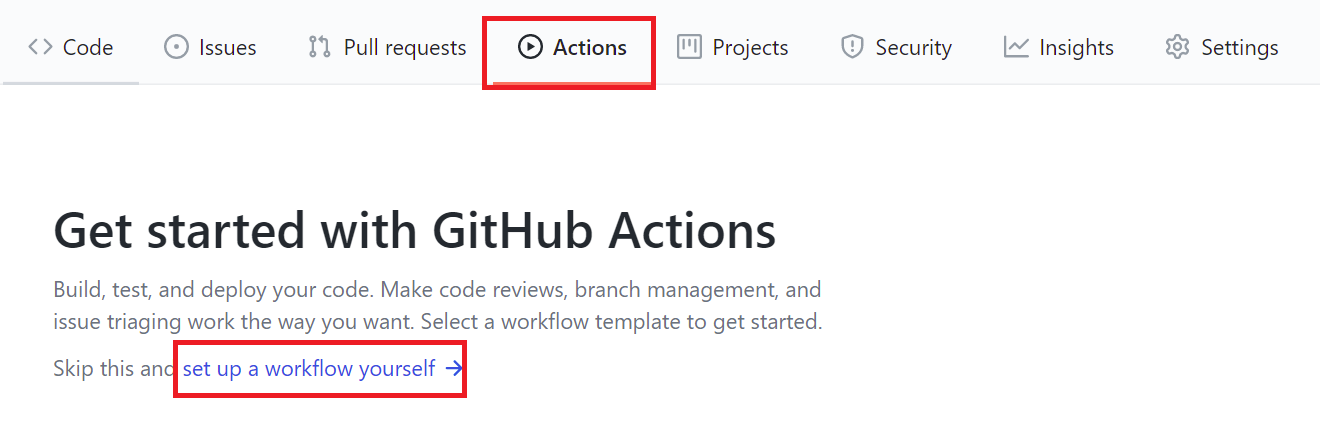 Code Issues Pull requests Actions Projects Security Insights Settings
Get started with GitHub Actions
Build, test, and deploy your code. Make code reviews, branch management, and
issue triaging work the way you want. Select a workflow template to get started.
Skip this and set up a workflow yourself →